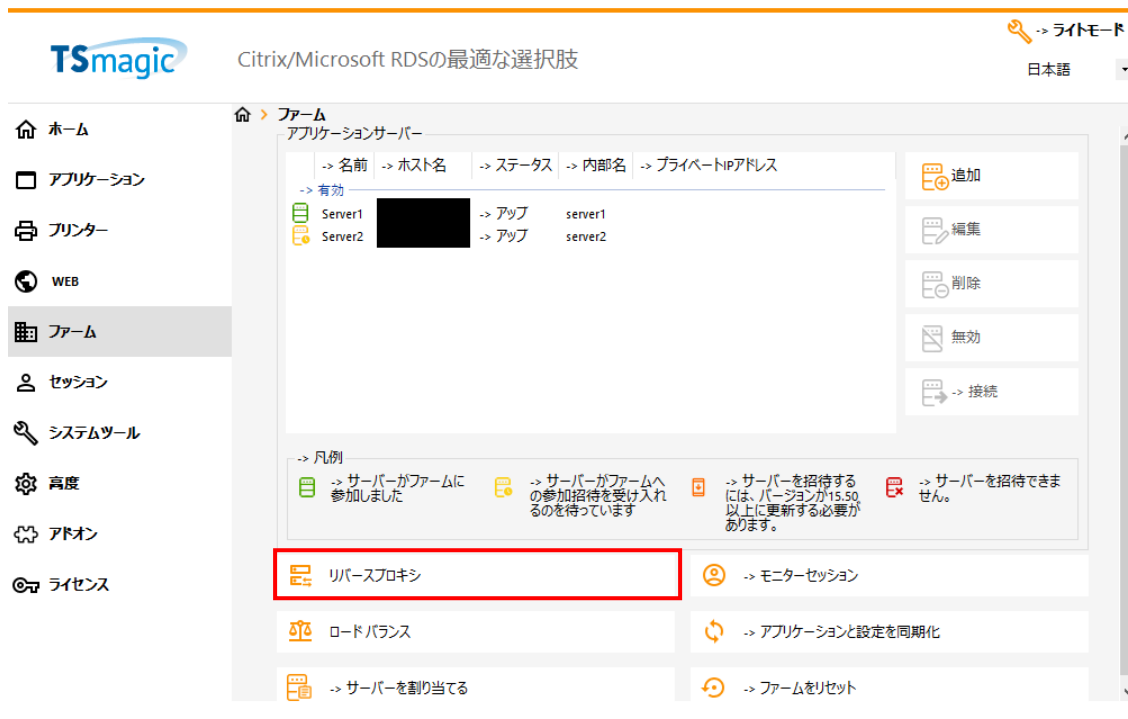 -> ライトモード
TSmagic
Citrix/Microsoft RDSの最適な選択肢
日本語
ホーム
アプリケーション
プリンター
WEB
ファーム
セッション
システムツール
高度
アドオン
ライセンス
ファーム
アプリケーションサーバー
-> 名前 -> ホスト名 -> ステータス -> 内部名 -> プライベートIPアドレス
-> 有効
Server1 -> アップ server1
Server2 -> アップ server2
追加
編集
削除
無効
-> 接続
-> 凡例
-> サーバーがファームに
参加しました
-> サーバーがファームへ
の参加招待を受け入れ
るのを待っています
-> サーバーを招待する
には、バージョンが15.50
以上に更新する必要が
あります。
-> サーバーを招待できま
せん。
リバースプロキシ
-> モニターセッション
ロードバランス
-> アプリケーションと設定を同期化
-> サーバーを割り当てる
-> ファームをリセット